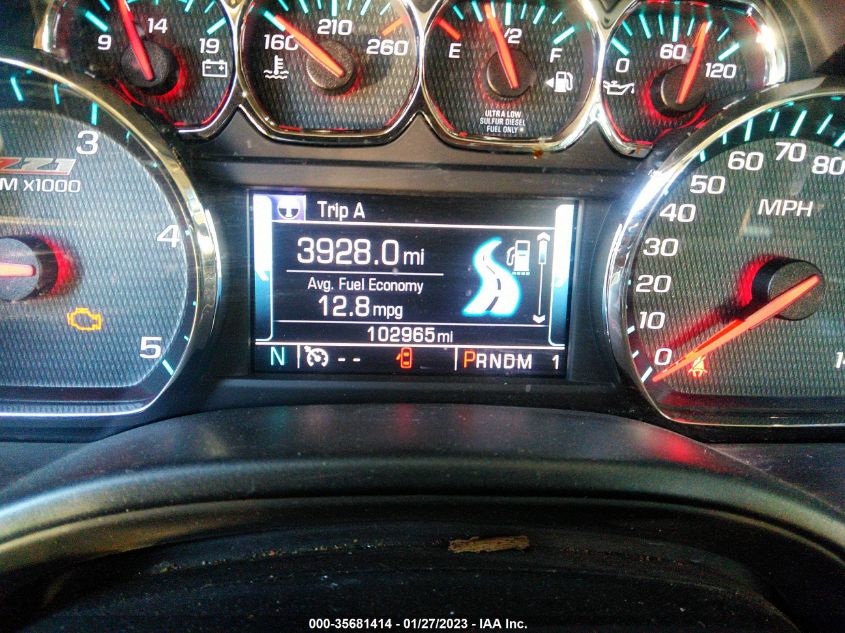 9 14 19
160 210 260
E 1/2 F
ULTRA LOW
SULFUR DIESEL
FUEL ONLY
0 60 120
3
4
5
Z71
M x1000
Trip A
3928.0 mi
Avg. Fuel Economy
12.8 mpg
102965 mi
N -- PRNDM 1
0
10
20
30
40
50
60
70
80
MPH
000-35681414 - 01/27/2023 - IAA Inc.